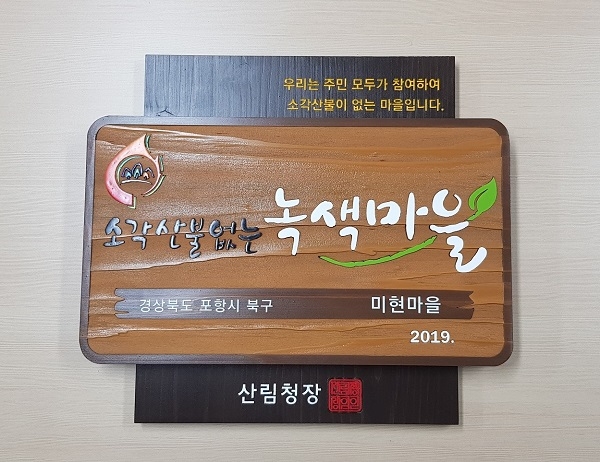 우리는 주민 모두가 참여하여
소각산불이 없는 마을입니다.
소각산불없는 녹색마을
경상북도 포항시 북구 미현마을
2019.
산림청장